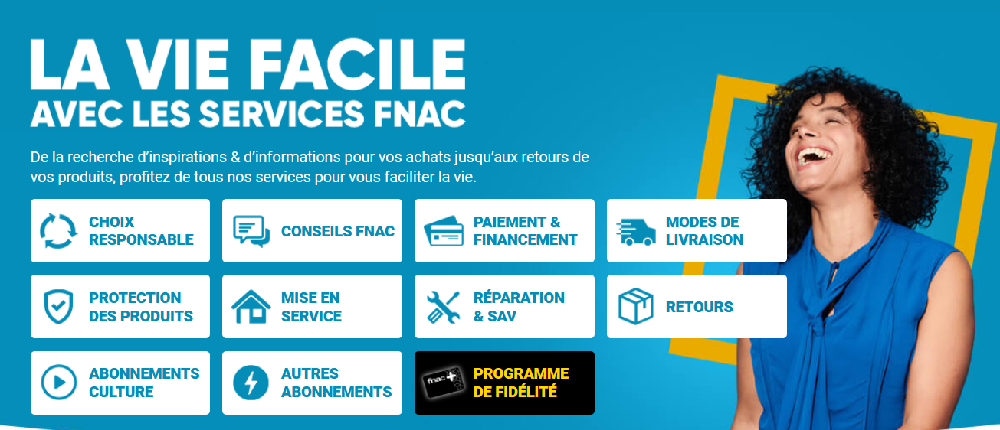 LA VIE FACILE
AVEC LES SERVICES FNAC
De la recherche d’inspirations & d’informations pour vos achats jusqu’aux retours de
vos produits, profitez de tous nos services pour vous faciliter la vie.
CHOIX
RESPONSABLE
CONSEILS FNAC
PAIEMENT &
FINANCEMENT
MODES DE
LIVRAISON
PROTECTION
DES PRODUITS
MISE EN
SERVICE
RÉPARATION
& SAV
RETOURS
ABONNEMENTS
CULTURE
AUTRES
ABONNEMENTS
fnac+
PROGRAMME
DE FIDÉLITÉ